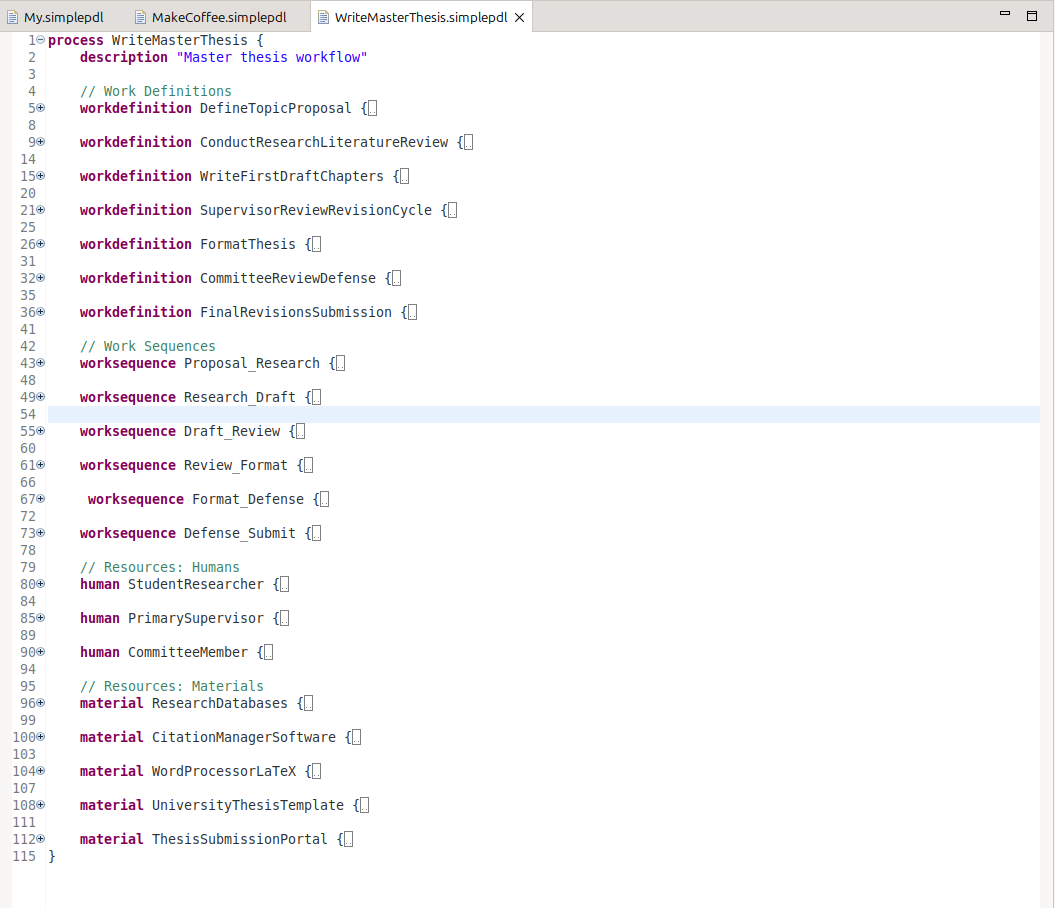 My.simplepdl MakeCoffee.simplepdl WriteMasterThesis.simplepdl
1 process WriteMasterThesis {
2 description "Master thesis workflow"
3
4 // Work Definitions
5 workdefinition DefineTopicProposal {..
8
9 workdefinition ConductResearchLiteratureReview {..
14
15 workdefinition WriteFirstDraftChapters {..
20
21 workdefinition SupervisorReviewRevisionCycle {..
25
26 workdefinition FormatThesis {..
31
32 workdefinition CommitteeReviewDefense {..
35
36 workdefinition FinalRevisionsSubmission {..
41
42 // Work Sequences
43 worksequence Proposal_Research {..
48
49 worksequence Research_Draft {..
54
55 worksequence Draft_Review {..
60
61 worksequence Review_Format {..
66
67 worksequence Format_Defense {..
72
73 worksequence Defense_Submit {..
78
79 // Resources: Humans
80 human StudentResearcher {..
84
85 human PrimarySupervisor {..
89
90 human CommitteeMember {..
94
95 // Resources: Materials
96 material ResearchDatabases {..
99
100 material CitationManagerSoftware {..
103
104 material WordProcessorLaTeX {..
107
108 material UniversityThesisTemplate {..
111
112 material ThesisSubmissionPortal {..
115 }